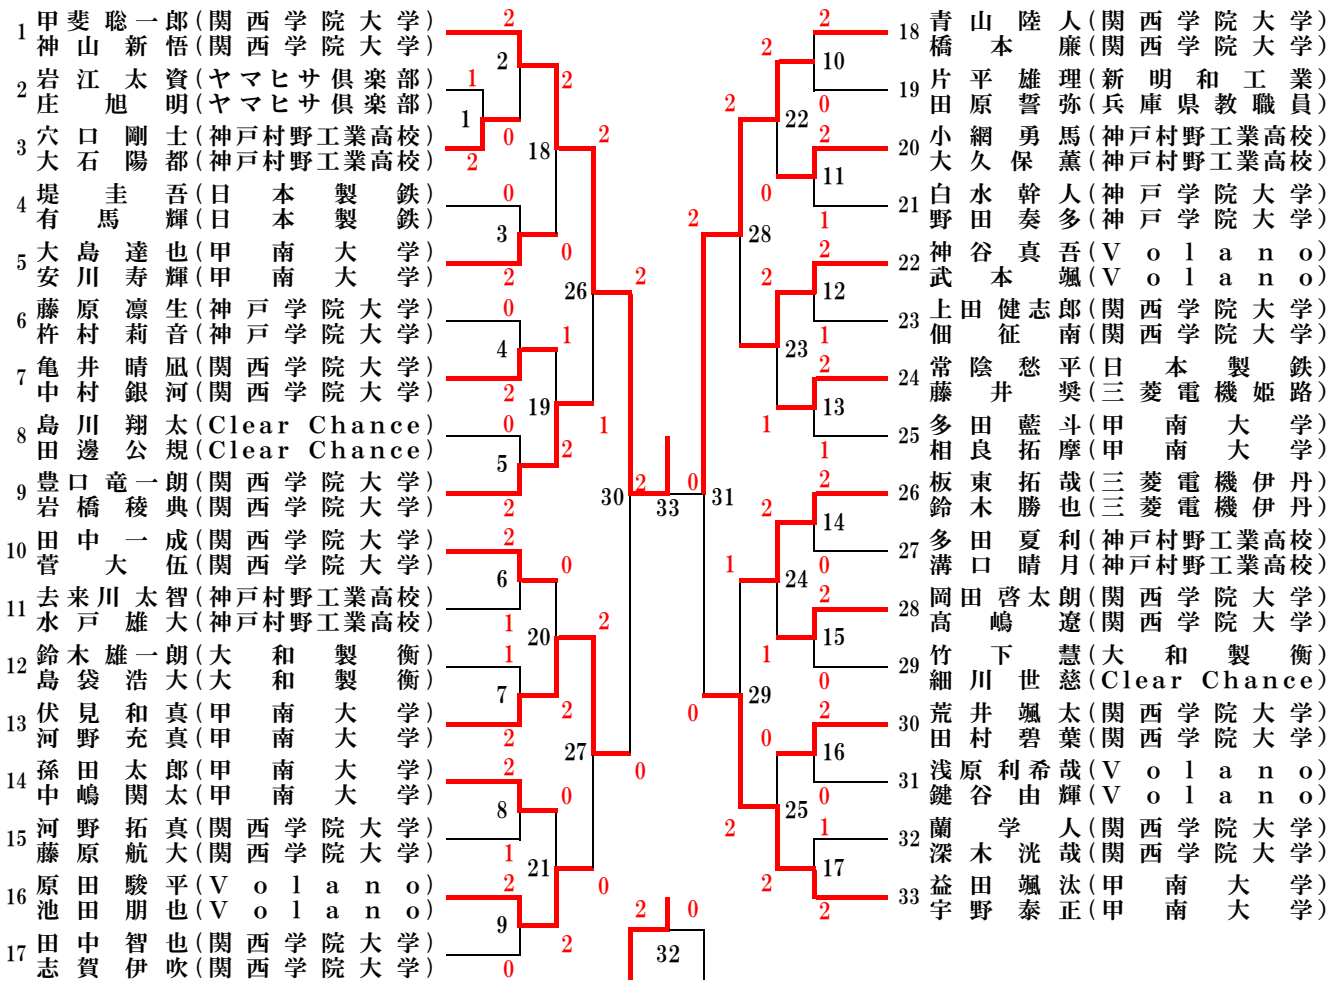 1 甲斐聡一郎(関西学院大学)
神山新悟(関西学院大学)
2 岩江太資(ヤマヒサ倶楽部)
庄旭明(ヤマヒサ倶楽部)
3 穴口剛士(神戸村野工業高校)
大石陽都(神戸村野工業高校)
4 堤圭吾(日本製鉄)
有馬輝(日本製鉄)
5 大島達也(甲南大学)
安川寿輝(甲南大学)
6 藤原凛生(神戸学院大学)
杵村莉音(神戸学院大学)
7 亀井晴凪(関西学院大学)
中村銀河(関西学院大学)
8 島川翔太(Clear Chance)
田邊公規(Clear Chance)
9 豊口竜一朗(関西学院大学)
岩橋稜典(関西学院大学)
10 田中一成(関西学院大学)
菅大伍(関西学院大学)
11 去来川太智(神戸村野工業高校)
水戸雄大(神戸村野工業高校)
12 鈴木雄一朗(大和製衡)
島袋浩大(大和製衡)
13 伏見和真(甲南大学)
河野充真(甲南大学)
14 孫田太郎(甲南大学)
中嶋関太(甲南大学)
15 河野拓真(関西学院大学)
藤原航大(関西学院大学)
16 原田駿平(Volano)
池田朋也(Volano)
17 田中智也(関西学院大学)
志賀伊吹(関西学院大学)
2
2
1
1
0
2
2
18
2
0
3
2
0
26
2
0
4
1
2
19
1
0
5
2
2
30
2
2
6
0
1
20
2
1
7
2
2
27
0
2
8
0
1
21
0
2
9
2
0
33
2 0
32
0
31
2
10
2
0
22
2
2
11
0
1
28
2
2
12
2
1
23
2
13
1
1
2
14
2
0
24
1
2
15
1
0
29
0
2
16
0
0
25
2
1
17
2
2
18 青山陸人(関西学院大学)
橋本廉(関西学院大学)
19 片平雄理(新明和工業)
田原誓弥(兵庫県教職員)
20 小網勇馬(神戸村野工業高校)
大久保薫(神戸村野工業高校)
21 白水幹人(神戸学院大学)
野田奏多(神戸学院大学)
22 神谷真吾(Volano)
武本颯(Volano)
23 上田健志郎(関西学院大学)
佃征南(関西学院大学)
24 常陰愁平(日本製鉄)
藤井奨(三菱電機姫路)
25 多田藍斗(甲南大学)
相良拓摩(甲南大学)
26 板東拓哉(三菱電機伊丹)
鈴木勝也(三菱電機伊丹)
27 多田夏利(神戸村野工業高校)
溝口晴月(神戸村野工業高校)
28 岡田啓太朗(関西学院大学)
髙嶋遼(関西学院大学)
29 竹下慧(大和製衡)
細川世慈(Clear Chance)
30 荒井颯太(関西学院大学)
田村碧葉(関西学院大学)
31 浅原利希哉(Volano)
鍵谷由輝(Volano)
32 蘭学人(関西学院大学)
深木洸哉(関西学院大学)
33 益田颯汰(甲南大学)
宇野泰正(甲南大学)